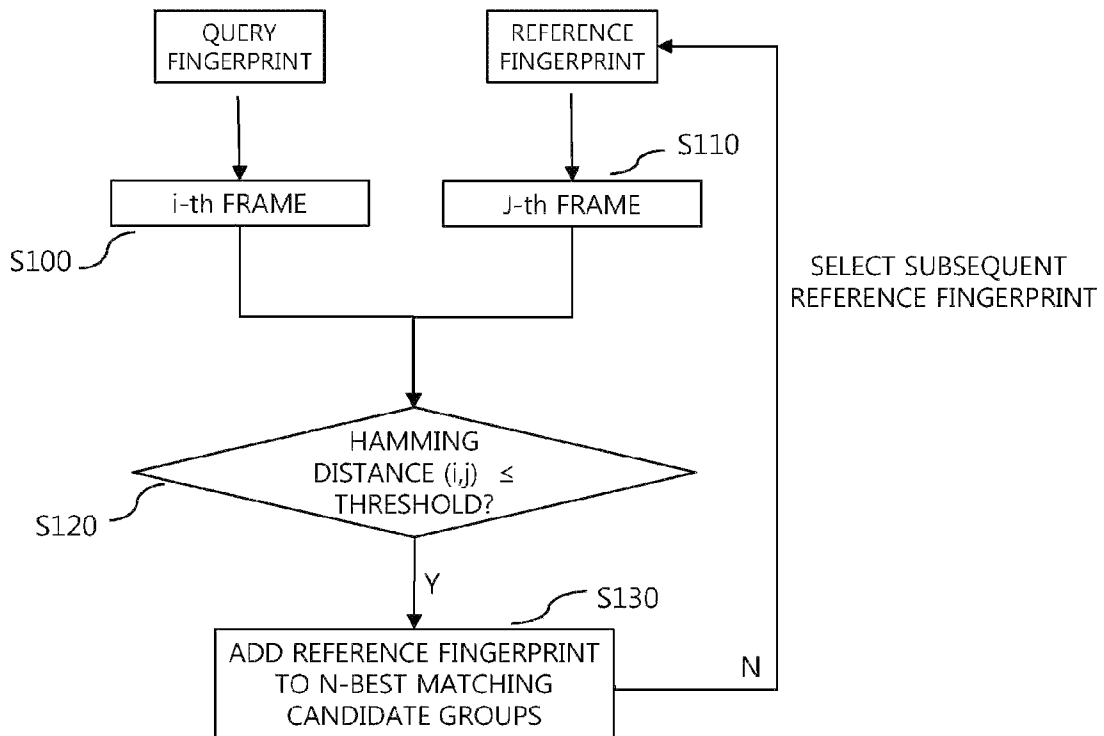 QUERY
FINGERPRINT
REFERENCE
FINGERPRINT
S110
i-th FRAME
J-th FRAME
S100
SELECT SUBSEQUENT
REFERENCE FINGERPRINT
HAMMING
DISTANCE (i,j) ≤
THRESHOLD?
S120
Y
S130
ADD REFERENCE FINGERPRINT
TO N-BEST MATCHING
CANDIDATE GROUPS
N